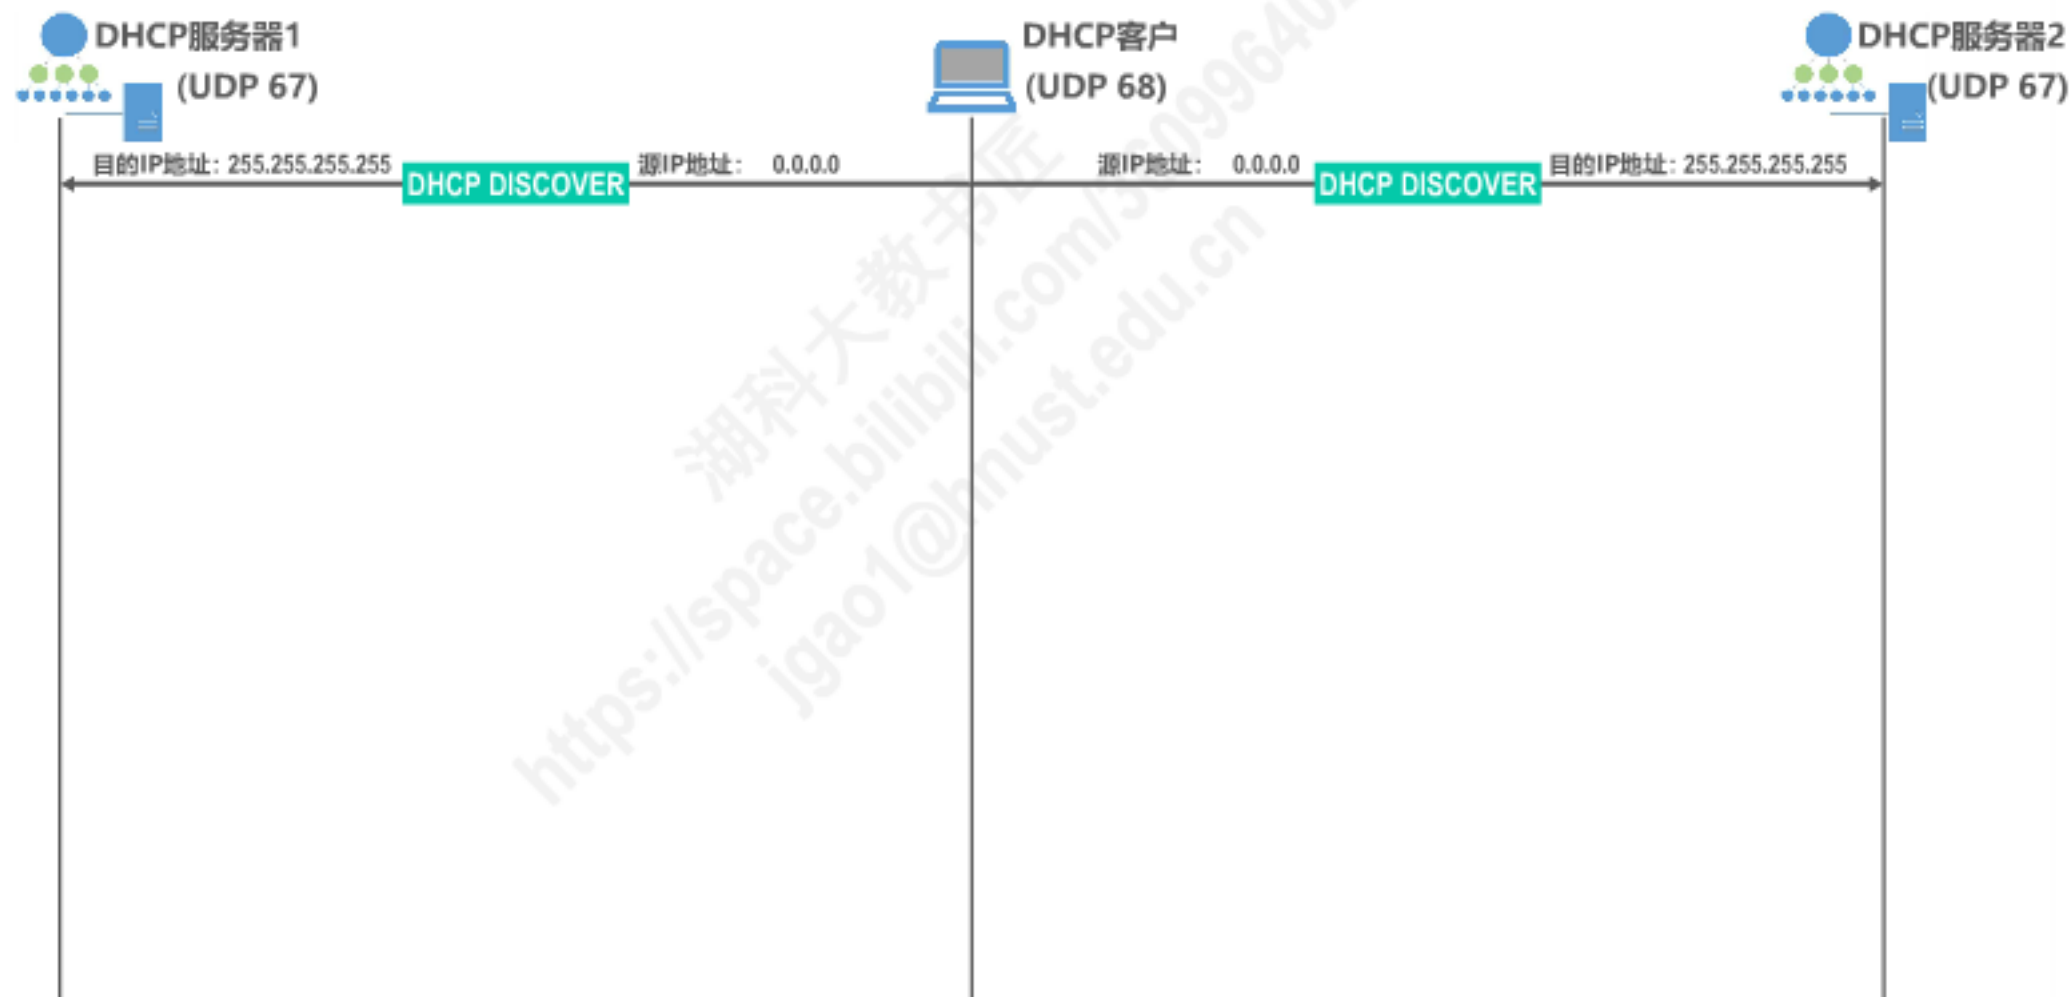 DHCP服务器1
(UDP 67)
DHCP客户
(UDP 68)
DHCP服务器2
(UDP 67)
目的IP地址: 255.255.255.255
DHCP DISCOVER
源IP地址: 0.0.0.0
源IP地址: 0.0.0.0
DHCP DISCOVER
目的IP地址: 255.255.255.255
湖科大教书匠
https://space.bilibili.com/3609964
jgao1@hnust.edu.cn